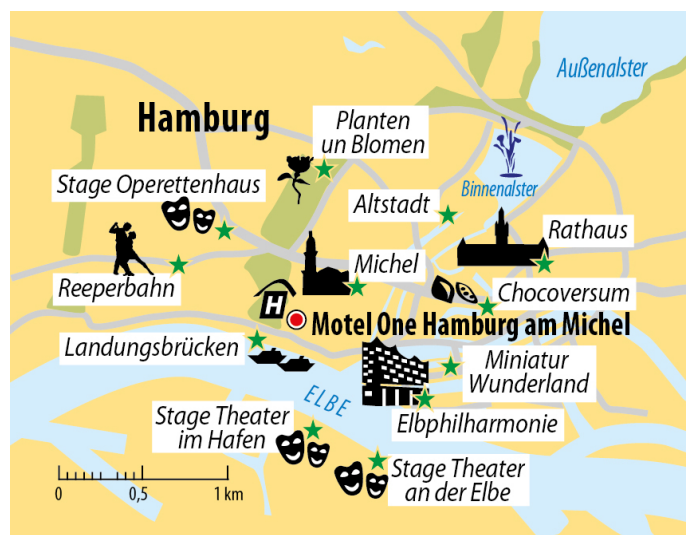 Außenalster
Hamburg
Planten
un Blomen
Stage Operettenhaus
Binnenalster
Altstadt
Rathaus
Michel
Reeperbahn
Chocoversum
H
Motel One Hamburg am Michel
Landungsbrücken
Miniatur
Wunderland
ELBE
Elbphilharmonie
Stage Theater
im Hafen
Stage Theater
an der Elbe
0 0,5 1 km